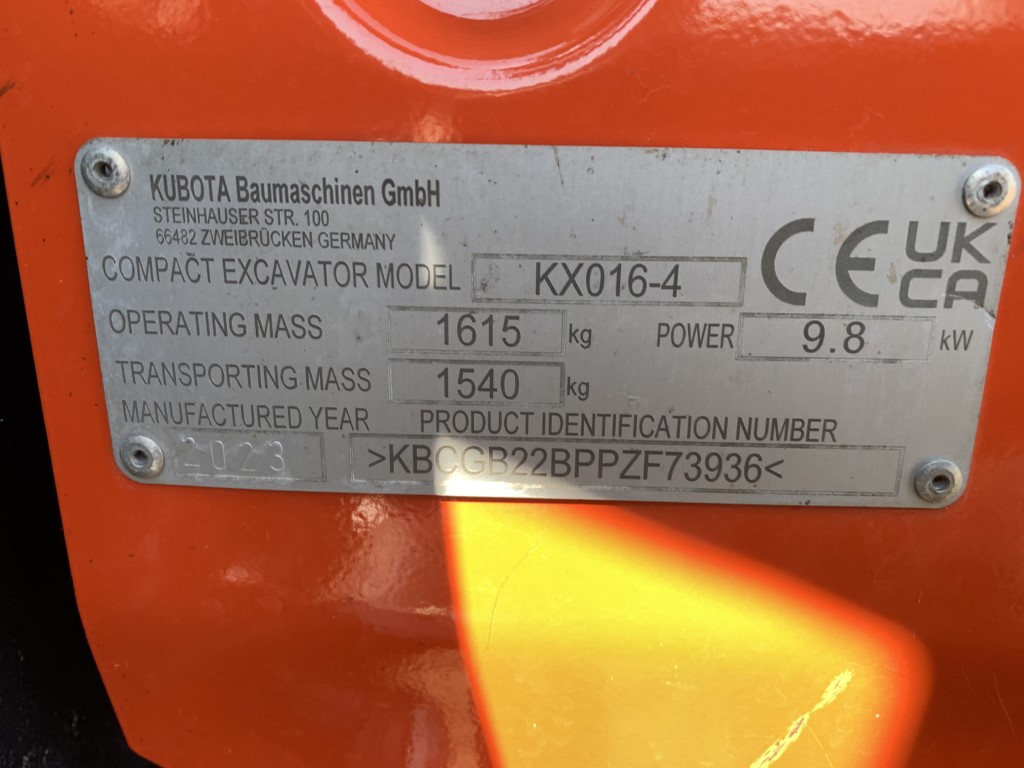 KUBOTA Baumaschinen GmbH
STEINHAUSER STR. 100
66482 ZWEIBRÜCKEN GERMANY
COMPACT EXCAVATOR MODEL KX016-4
CE UK CA
OPERATING MASS 1615 kg POWER 9.8 kW
TRANSPORTING MASS 1540 kg
MANUFACTURED YEAR PRODUCT IDENTIFICATION NUMBER
2023 >KBCGB22BPPZF73936<